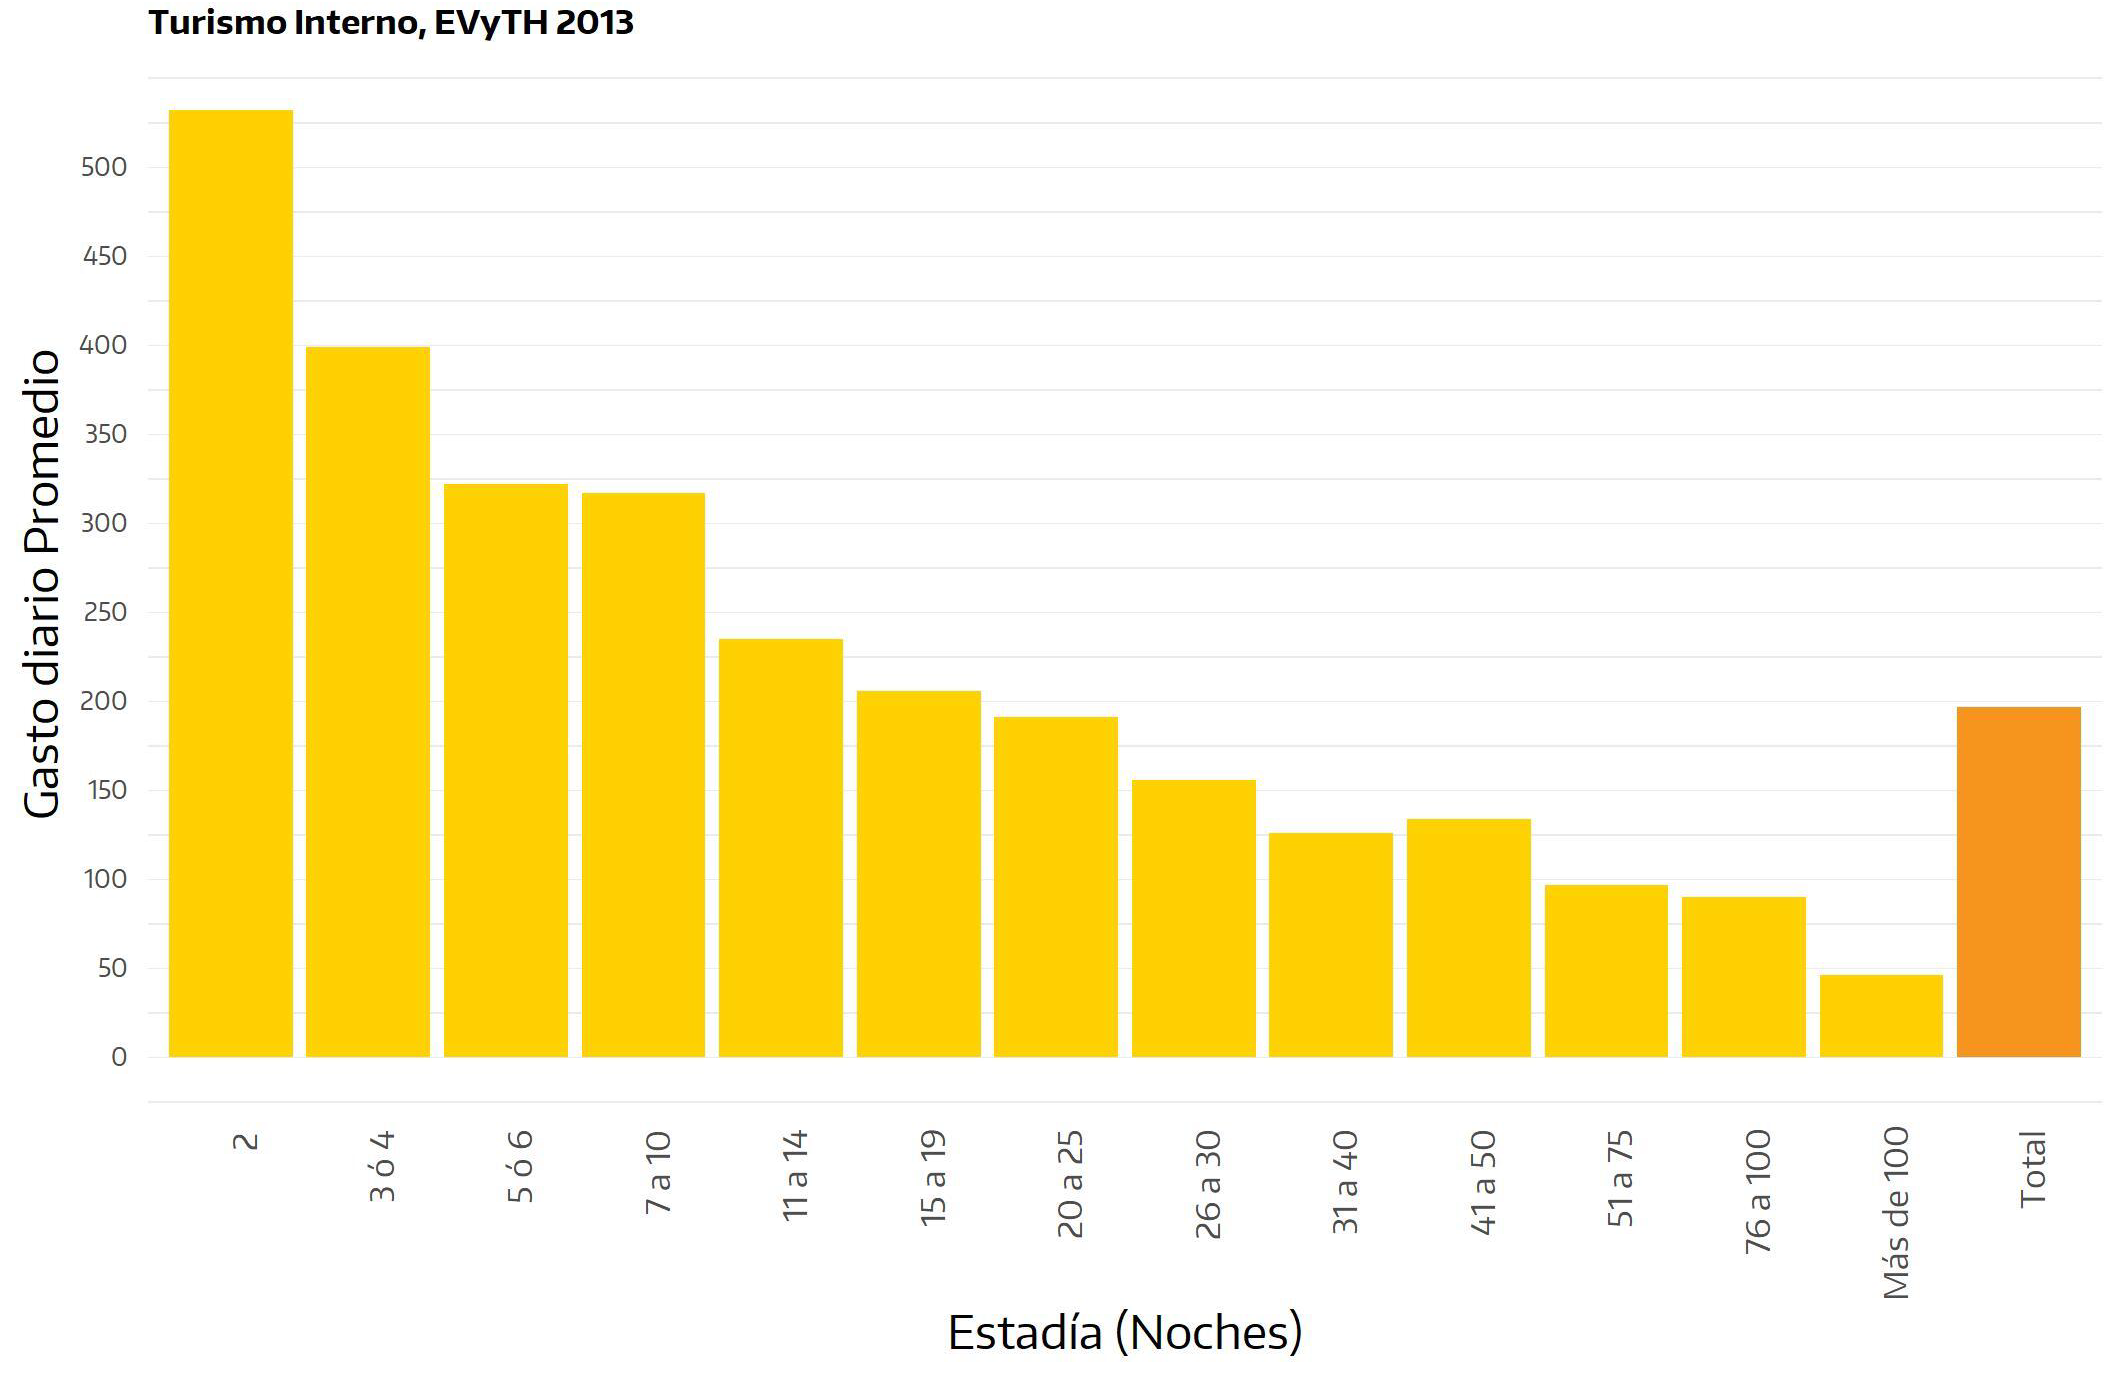 Turismo Interno, EVyTH 2013
Gasto diario Promedio
500
450
400
350
300
250
200
150
100
50
0
2
3 ó 4
5 ó 6
7 a 10
11 a 14
15 a 19
20 a 25
26 a 30
31 a 40
41 a 50
51 a 75
76 a 100
Más de 100
Total
Estadía (Noches)